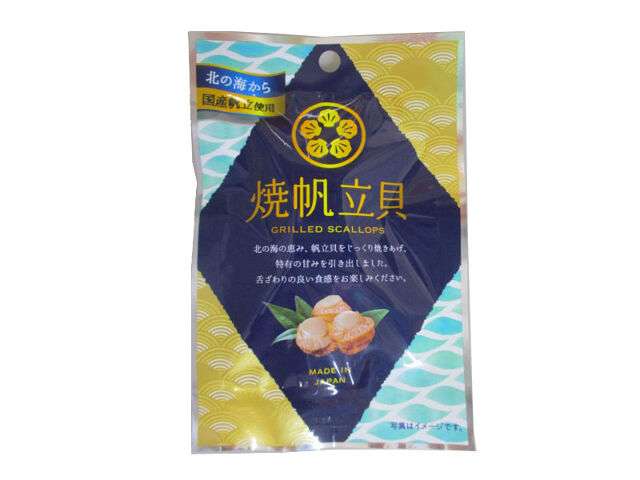 北の海から
国産帆立使用
焼帆立貝
GRILLED SCALLOPS
北の海の恵み、帆立貝をじっくり焼きあげ、
特有の甘みを引き出しました。
舌ざわりの良い食感をお楽しみください。
MADE IN
JAPAN
写真はイメージです。